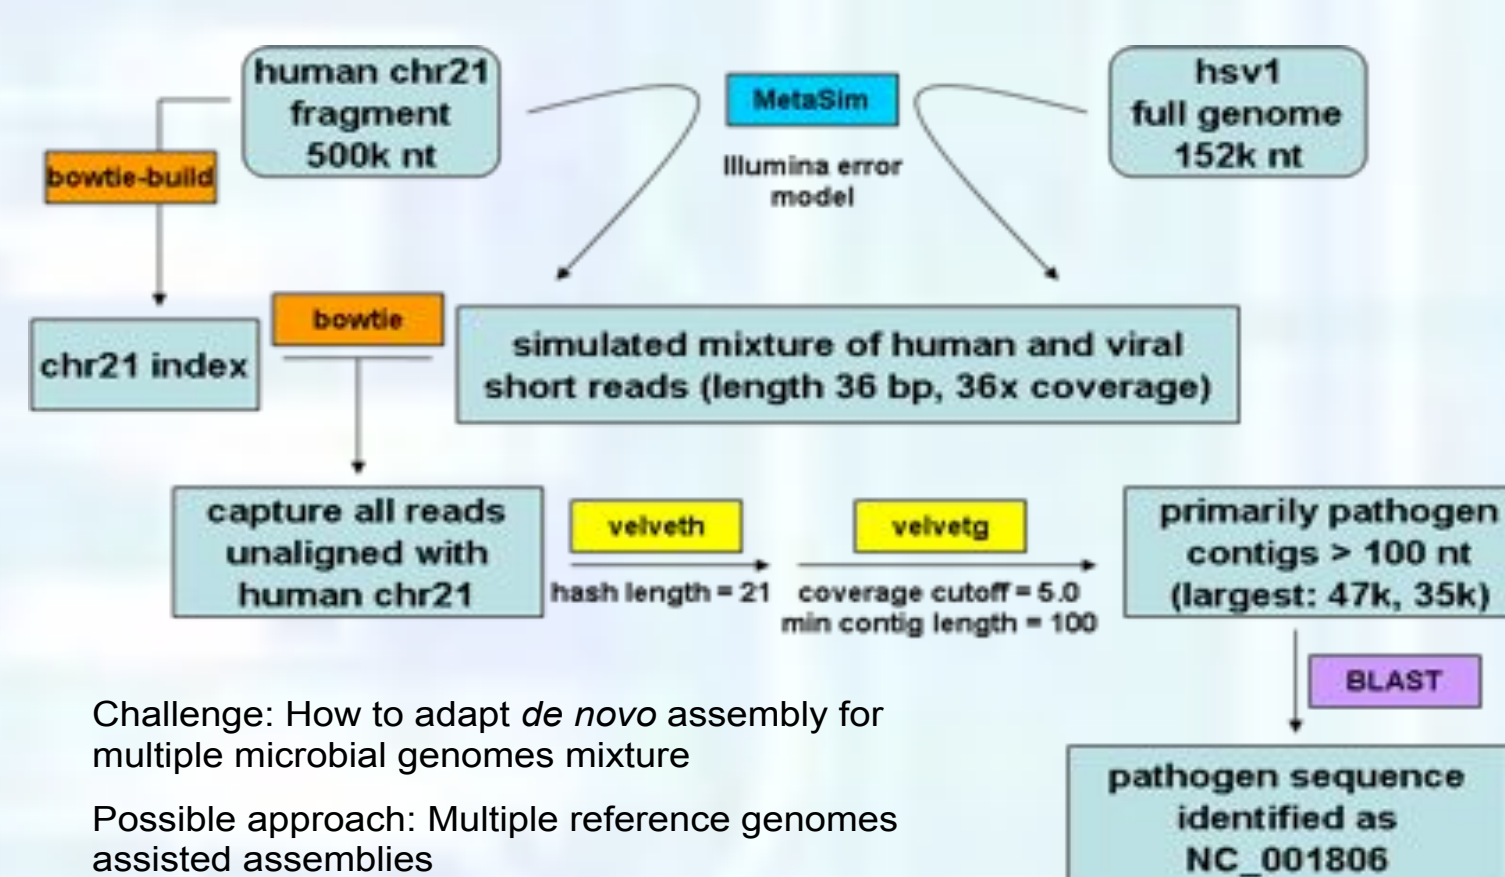 human chr21
fragment
500k nt
MetaSim
Illumina error
model
hsv1
full genome
152k nt
bowtie-build
chr21 index
bowtie
simulated mixture of human and viral
short reads (length 36 bp, 36x coverage)
capture all reads
unaligned with
human chr21
velveth
hash length = 21
velvetg
coverage cutoff = 5.0
min contig length = 100
primarily pathogen
contigs > 100 nt
(largest: 47k, 35k)
BLAST
pathogen sequence
identified as
NC_001806
Challenge: How to adapt de novo assembly for
multiple microbial genomes mixture
Possible approach: Multiple reference genomes
assisted assemblies